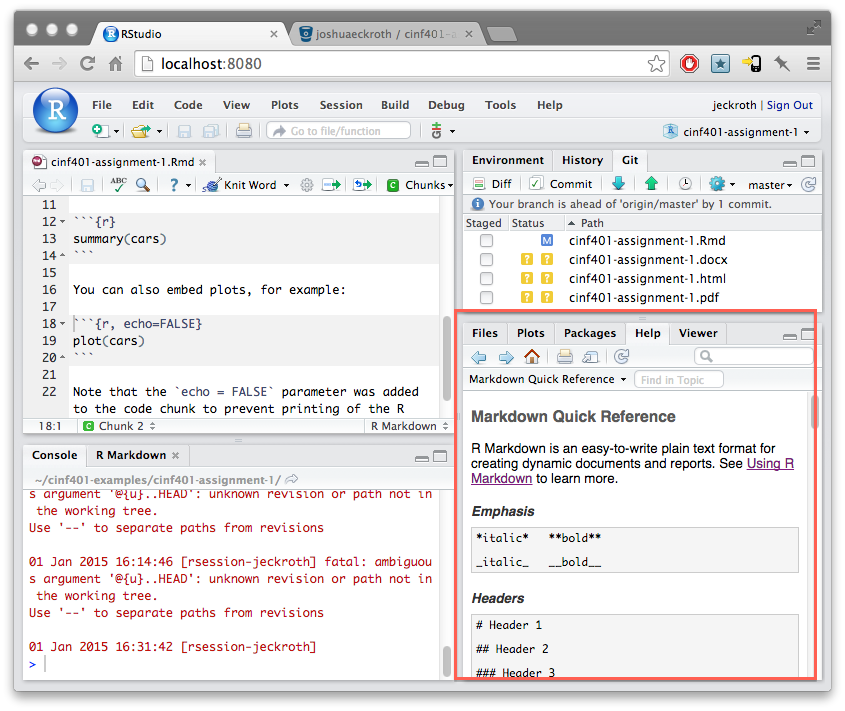 RStudio
joshuaeckroth / cinf401-a
localhost:8080
R
File Edit Code View Plots Session Build Debug Tools Help
jeckroth | Sign Out
Go to file/function
cinf401-assignment-1
cinf401-assignment-1.Rmd
ABC
Knit Word
Chunks
11
12 ```{r}
13 summary(cars)
14 ```
15
16 You can also embed plots, for example:
17
18 ```{r, echo=FALSE}
19 plot(cars)
20 ```
21
22 Note that the `echo = FALSE` parameter was added
to the code chunk to prevent printing of the R
18:1 C Chunk 2 R Markdown
Console R Markdown
~/cinf401-examples/cinf401-assignment-1/
s argument '@{u}..HEAD': unknown revision or path not in
the working tree.
Use '--' to separate paths from revisions
01 Jan 2015 16:14:46 [rsession-jeckroth] fatal: ambiguou
s argument '@{u}..HEAD': unknown revision or path not in
the working tree.
Use '--' to separate paths from revisions
01 Jan 2015 16:31:42 [rsession-jeckroth]
>
Environment History Git
Diff Commit master
Your branch is ahead of 'origin/master' by 1 commit.
Staged Status Path
M cinf401-assignment-1.Rmd
? ? cinf401-assignment-1.docx
? ? cinf401-assignment-1.html
? ? cinf401-assignment-1.pdf
Files Plots Packages Help Viewer
Markdown Quick Reference Find in Topic
Markdown Quick Reference
R Markdown is an easy-to-write plain text format for
creating dynamic documents and reports. See Using R
Markdown to learn more.
Emphasis
*italic* **bold**
_italic_ __bold__
Headers
# Header 1
## Header 2
### Header 3